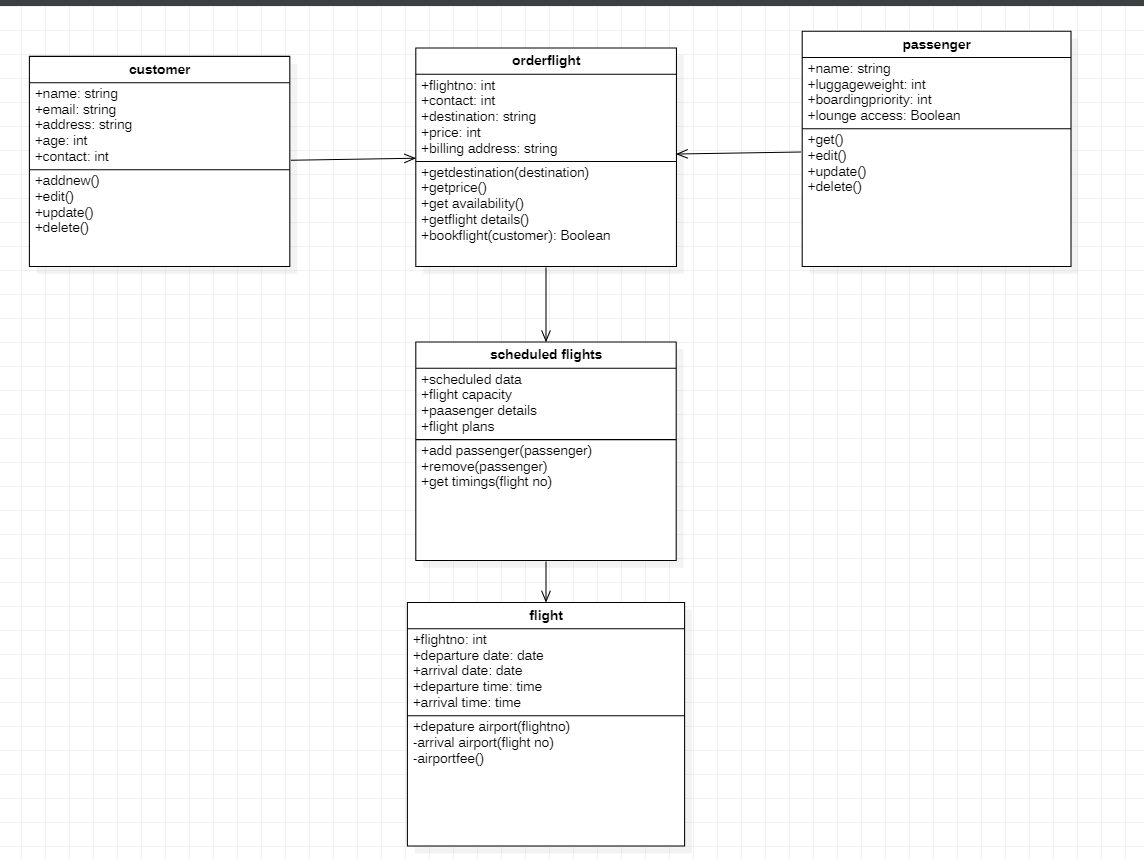 customer
+name: string
+email: string
+address: string
+age: int
+contact: int
+addnew()
+edit()
+update()
+delete()
orderflight
+flightno: int
+contact: int
+destination: string
+price: int
+billing address: string
+getdestination(destination)
+getprice()
+get availability()
+getflight details()
+bookflight(customer): Boolean
passenger
+name: string
+luggageweight: int
+boardingpriority: int
+lounge access: Boolean
+get()
+edit()
+update()
+delete()
scheduled flights
+scheduled data
+flight capacity
+paasenger details
+flight plans
+add passenger(passenger)
+remove(passenger)
+get timings(flight no)
flight
+flightno: int
+departure date: date
+arrival date: date
+departure time: time
+arrival time: time
+depature airport(flightno)
-arrival airport(flight no)
-airportfee()